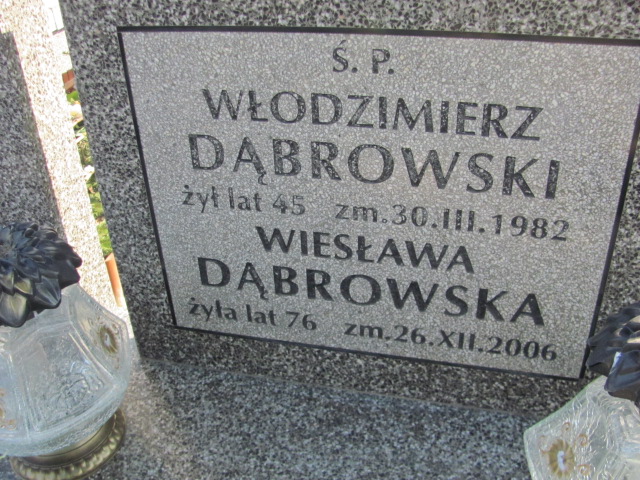 Ś. P.
WŁODZIMIERZ
DĄBROWSKI
żył lat 45 zm.30.III.1982
WIESŁAWA
DĄBROWSKA
żyła lat 76 zm.26.XII.2006